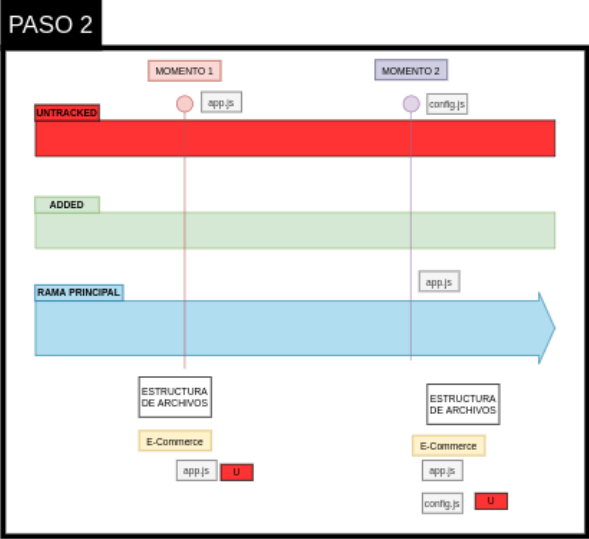 PASO 2
MOMENTO 1
MOMENTO 2
app.js
config.js
UNTRACKED
ADDED
app.js
RAMA PRINCIPAL
ESTRUCTURA
DE ARCHIVOS
ESTRUCTURA
DE ARCHIVOS
E-Commerce
E-Commerce
app.js
U
app.js
config.js
U